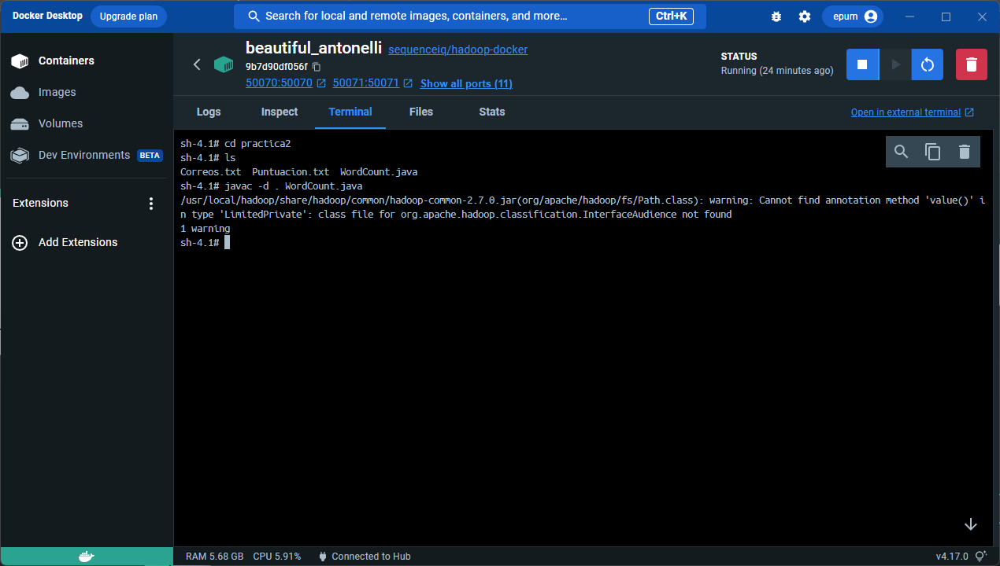 Docker Desktop Upgrade plan Search for local and remote images, containers, and more... Ctrl+K epum
Containers
Images
Volumes
Dev Environments BETA
Extensions
Add Extensions
beautiful_antonelli sequenceiq/hadoop-docker
9b7d90df056f
50070:50070 50071:50071 Show all ports (11)
STATUS
Running (24 minutes ago)
Logs Inspect Terminal Files Stats Open in external terminal
sh-4.1# cd practica2
sh-4.1# ls
Correos.txt  Puntuacion.txt  WordCount.java
sh-4.1# javac -d . WordCount.java
/usr/local/hadoop/share/hadoop/common/hadoop-common-2.7.0.jar(org/apache/hadoop/fs/Path.class): warning: Cannot find annotation method 'value()' i
n type 'LimitedPrivate': class file for org.apache.hadoop.classification.InterfaceAudience not found
1 warning
sh-4.1#
RAM 5.68 GB CPU 5.91% Connected to Hub v4.17.0